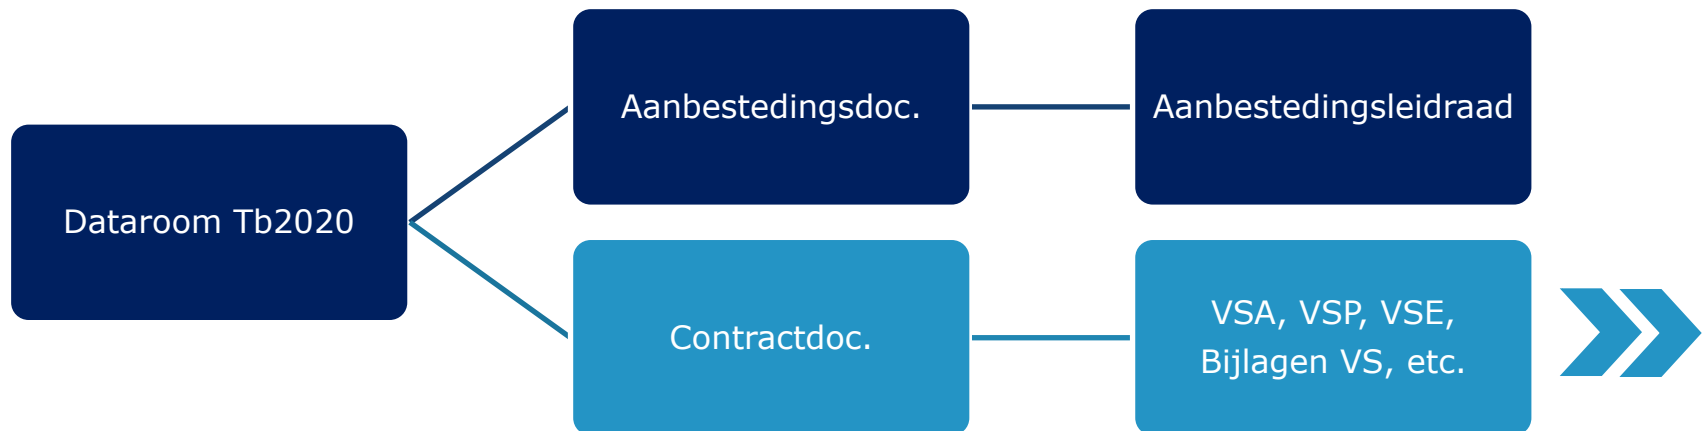 Dataroom Tb2020
Aanbestedingsdoc.
Aanbestedingsleidraad
Contractdoc.
VSA, VSP, VSE,
Bijlagen VS, etc.